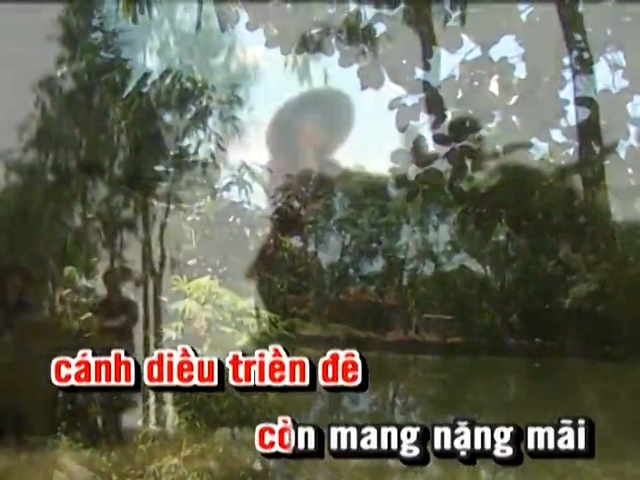 cánh diều triền đê
còn mang nặng mãi